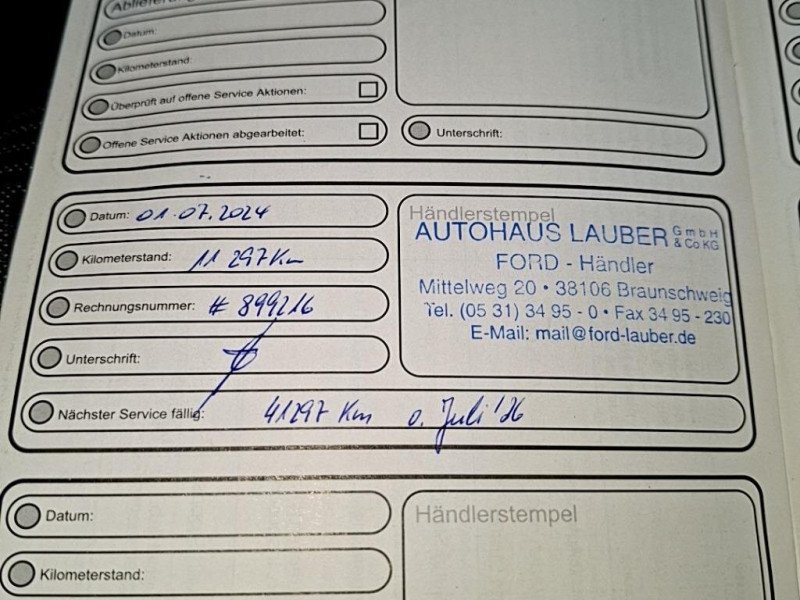 Datum:
Kilometerstand:
Überprüft auf offene Service Aktionen:
Offene Service Aktionen abgearbeitet:
Unterschrift:
Datum: 01.07.2024
Kilometerstand: 11 297 Km
Rechnungsnummer: # 899216
Unterschrift:
Nächster Service fällig: 41297 Km o. Juli '26
Händlerstempel
AUTOHAUS LAUBER GmbH & Co KG
FORD - Händler
Mittelweg 20 • 38106 Braunschweig
Tel. (05 31) 34 95 - 0 • Fax 34 95 - 230
E-Mail: mail@ford-lauber.de
Datum:
Kilometerstand:
Händlerstempel